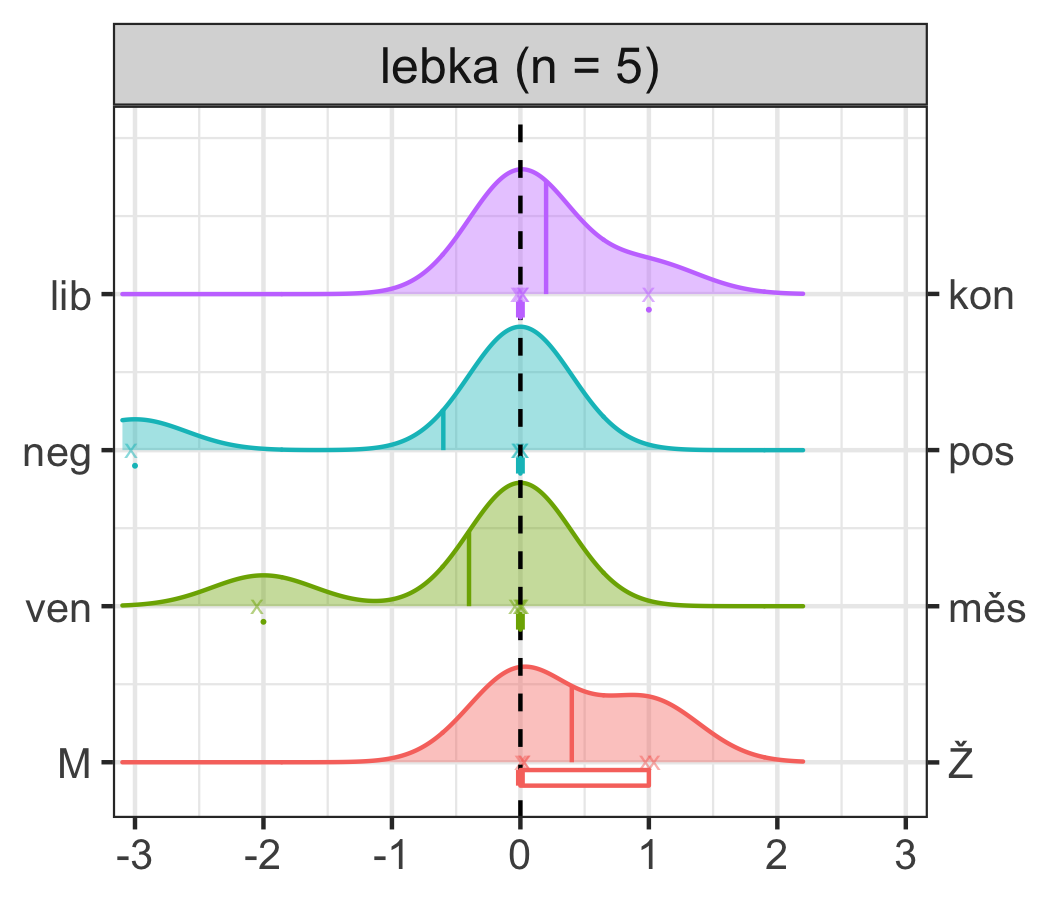 lebka (n = 5)
lib kon
neg pos
ven měs
M Ž
-3 -2 -1 0 1 2 3